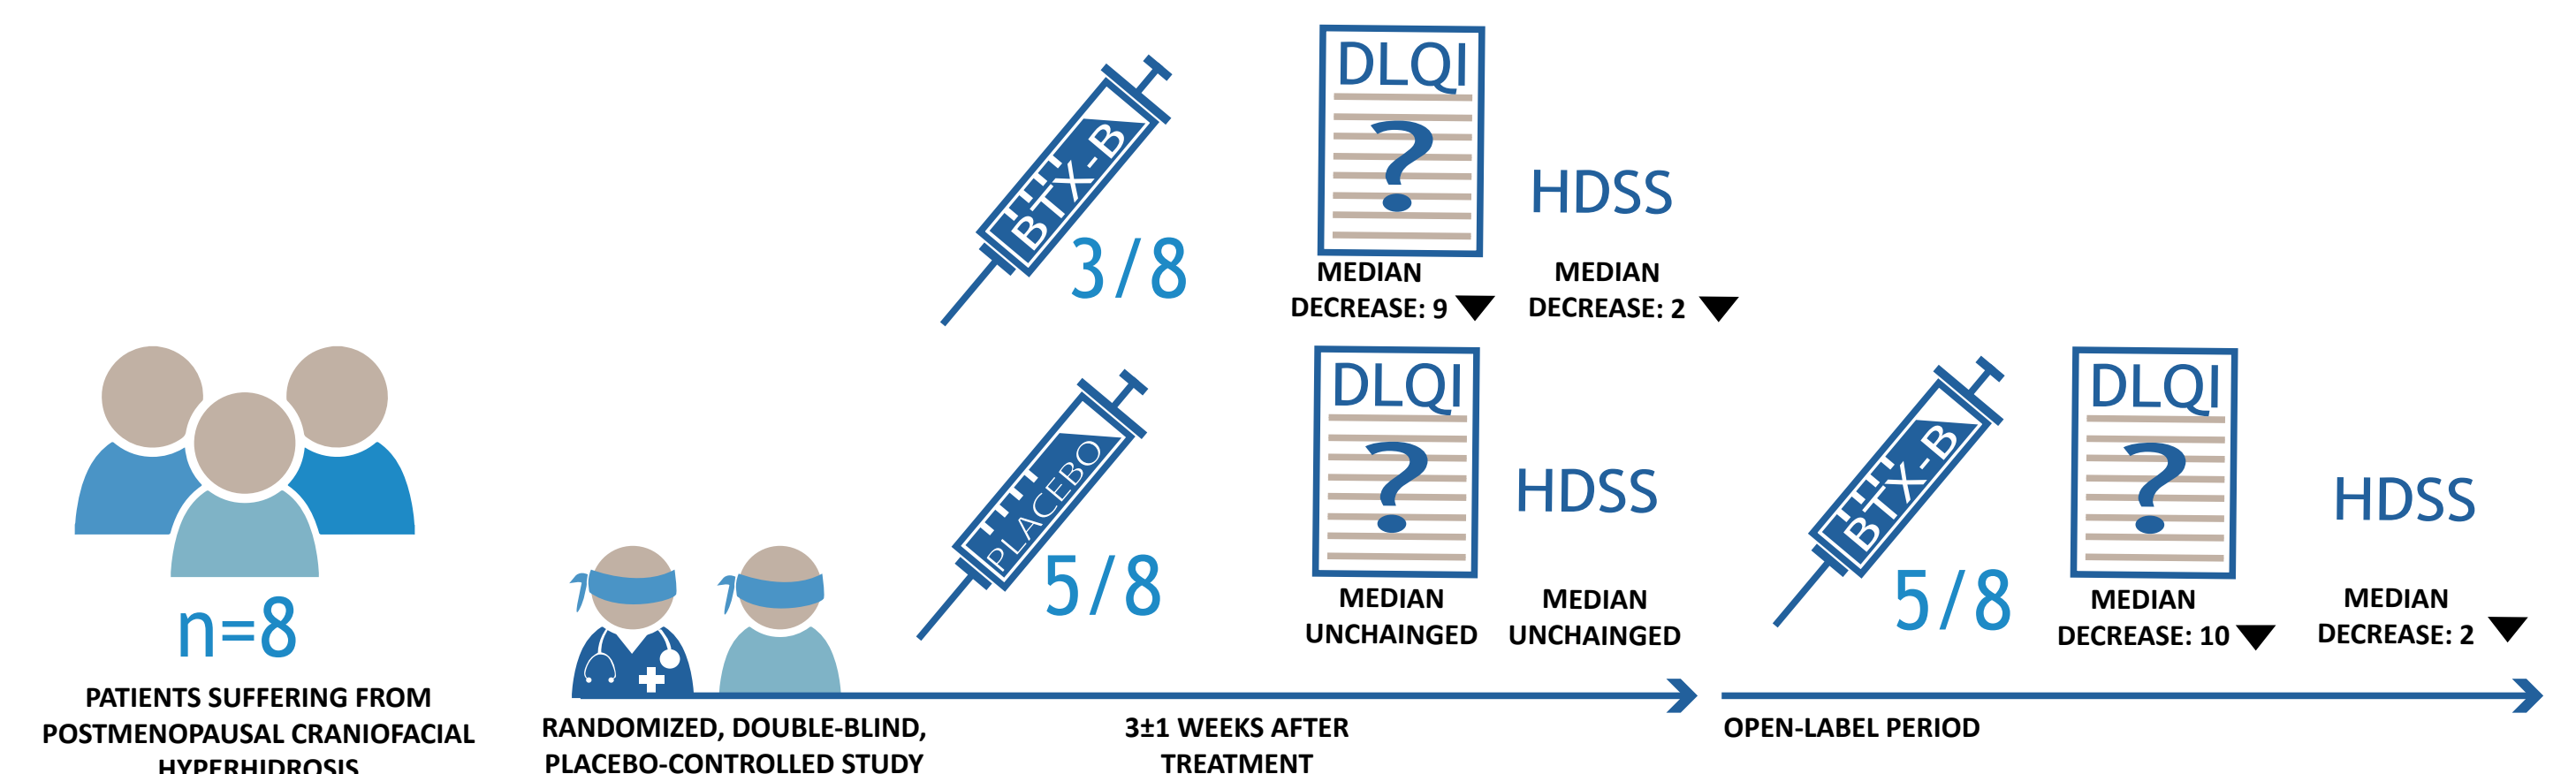 DLQI
BTX-B
HDSS
3/8
MEDIAN
DECREASE: 9
MEDIAN
DECREASE: 2
DLQI
PLACEBO
HDSS
5/8
MEDIAN
UNCHAINGED
MEDIAN
UNCHAINGED
DLQI
BTX-B
HDSS
5/8
MEDIAN
DECREASE: 10
MEDIAN
DECREASE: 2
n=8
PATIENTS SUFFERING FROM
POSTMENOPAUSAL CRANIOFACIAL
HYPERHIDROSIS
RANDOMIZED, DOUBLE-BLIND,
PLACEBO-CONTROLLED STUDY
3±1 WEEKS AFTER
TREATMENT
OPEN-LABEL PERIOD